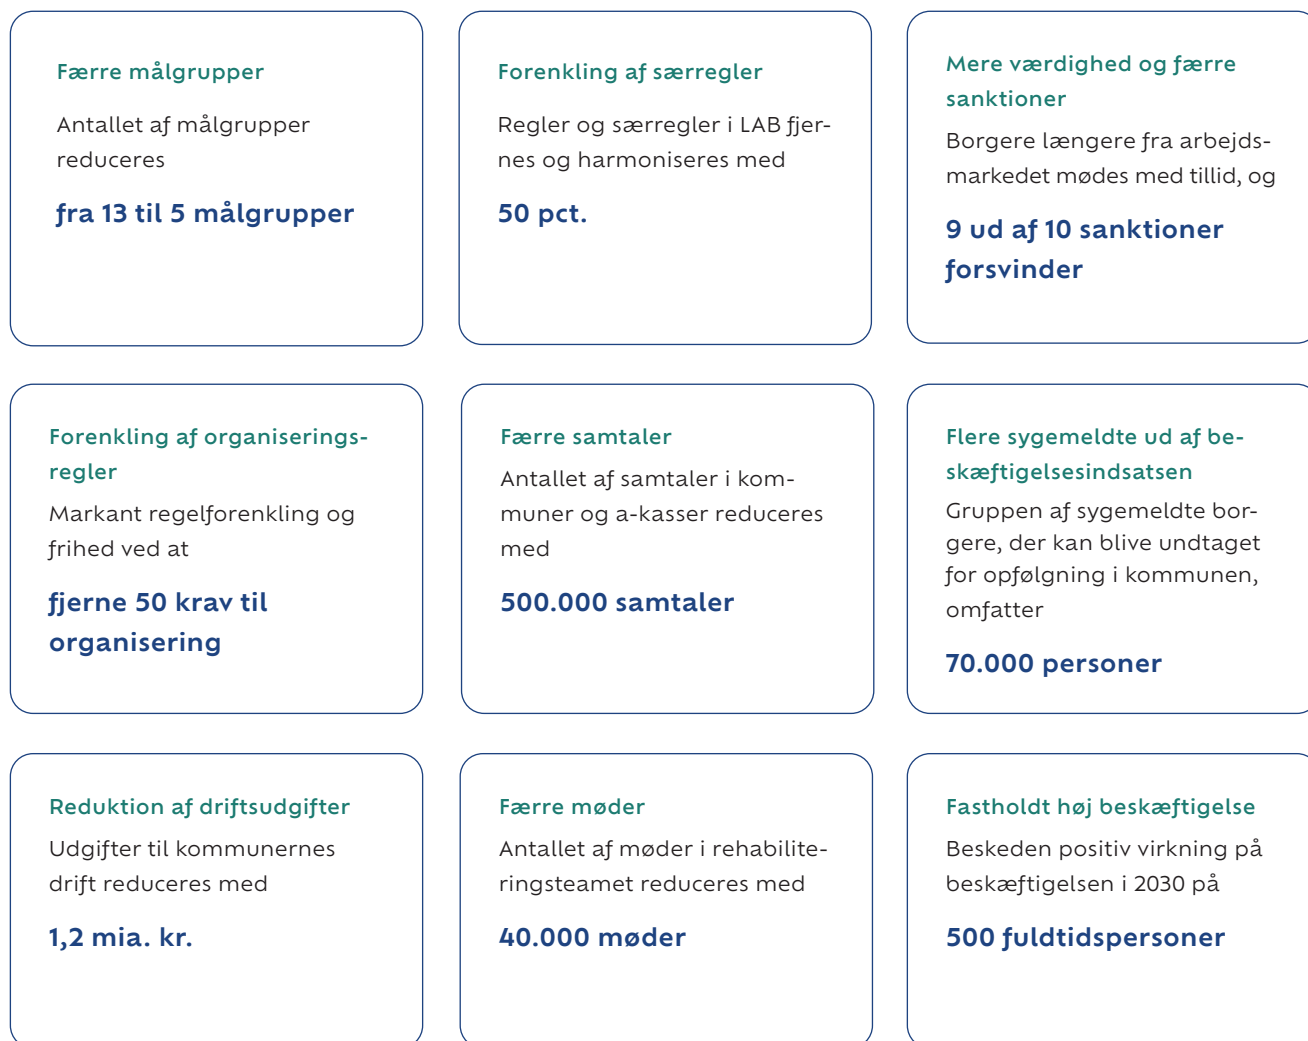 Færre målgrupper
Antallet af målgrupper
reduceres
fra 13 til 5 målgrupper
Forenkling af særregler
Regler og særregler i LAB fjer-
nes og harmoniseres med
50 pct.
Mere værdighed og færre
sanktioner
Borgere længere fra arbejds-
markedet mødes med tillid, og
9 ud af 10 sanktioner
forsvinder
Forenkling af organiserings-
regler
Markant regelforenkling og
frihed ved at
fjerne 50 krav til
organisering
Færre samtaler
Antallet af samtaler i kom-
muner og a-kasser reduceres
med
500.000 samtaler
Flere sygemeldte ud af be-
skæftigelsesindsatsen
Gruppen af sygemeldte bor-
gere, der kan blive undtaget
for opfølgning i kommunen,
omfatter
70.000 personer
Reduktion af driftsudgifter
Udgifter til kommunernes
drift reduceres med
1,2 mia. kr.
Færre møder
Antallet af møder i rehabilite-
ringsteamet reduceres med
40.000 møder
Fastholdt høj beskæftigelse
Beskeden positiv virkning på
beskæftigelsen i 2030 på
500 fuldtidspersoner